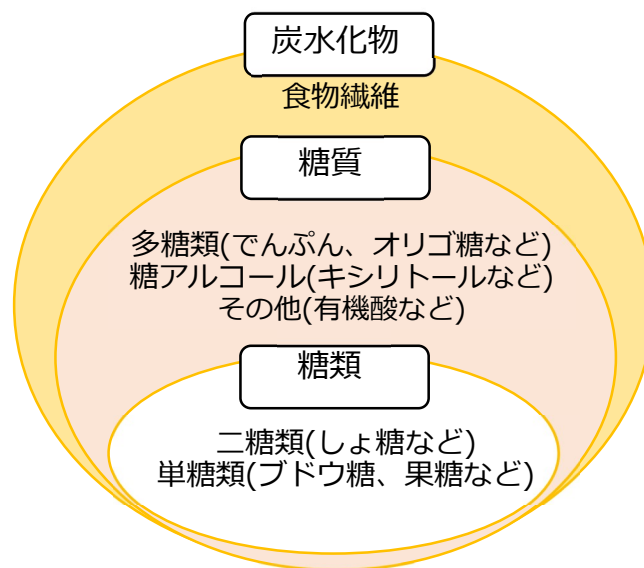 炭水化物
食物繊維
糖質
多糖類(でんぷん、オリゴ糖など)
糖アルコール(キシリトールなど)
その他(有機酸など)
糖類
二糖類(しょ糖など)
単糖類(ブドウ糖、果糖など)